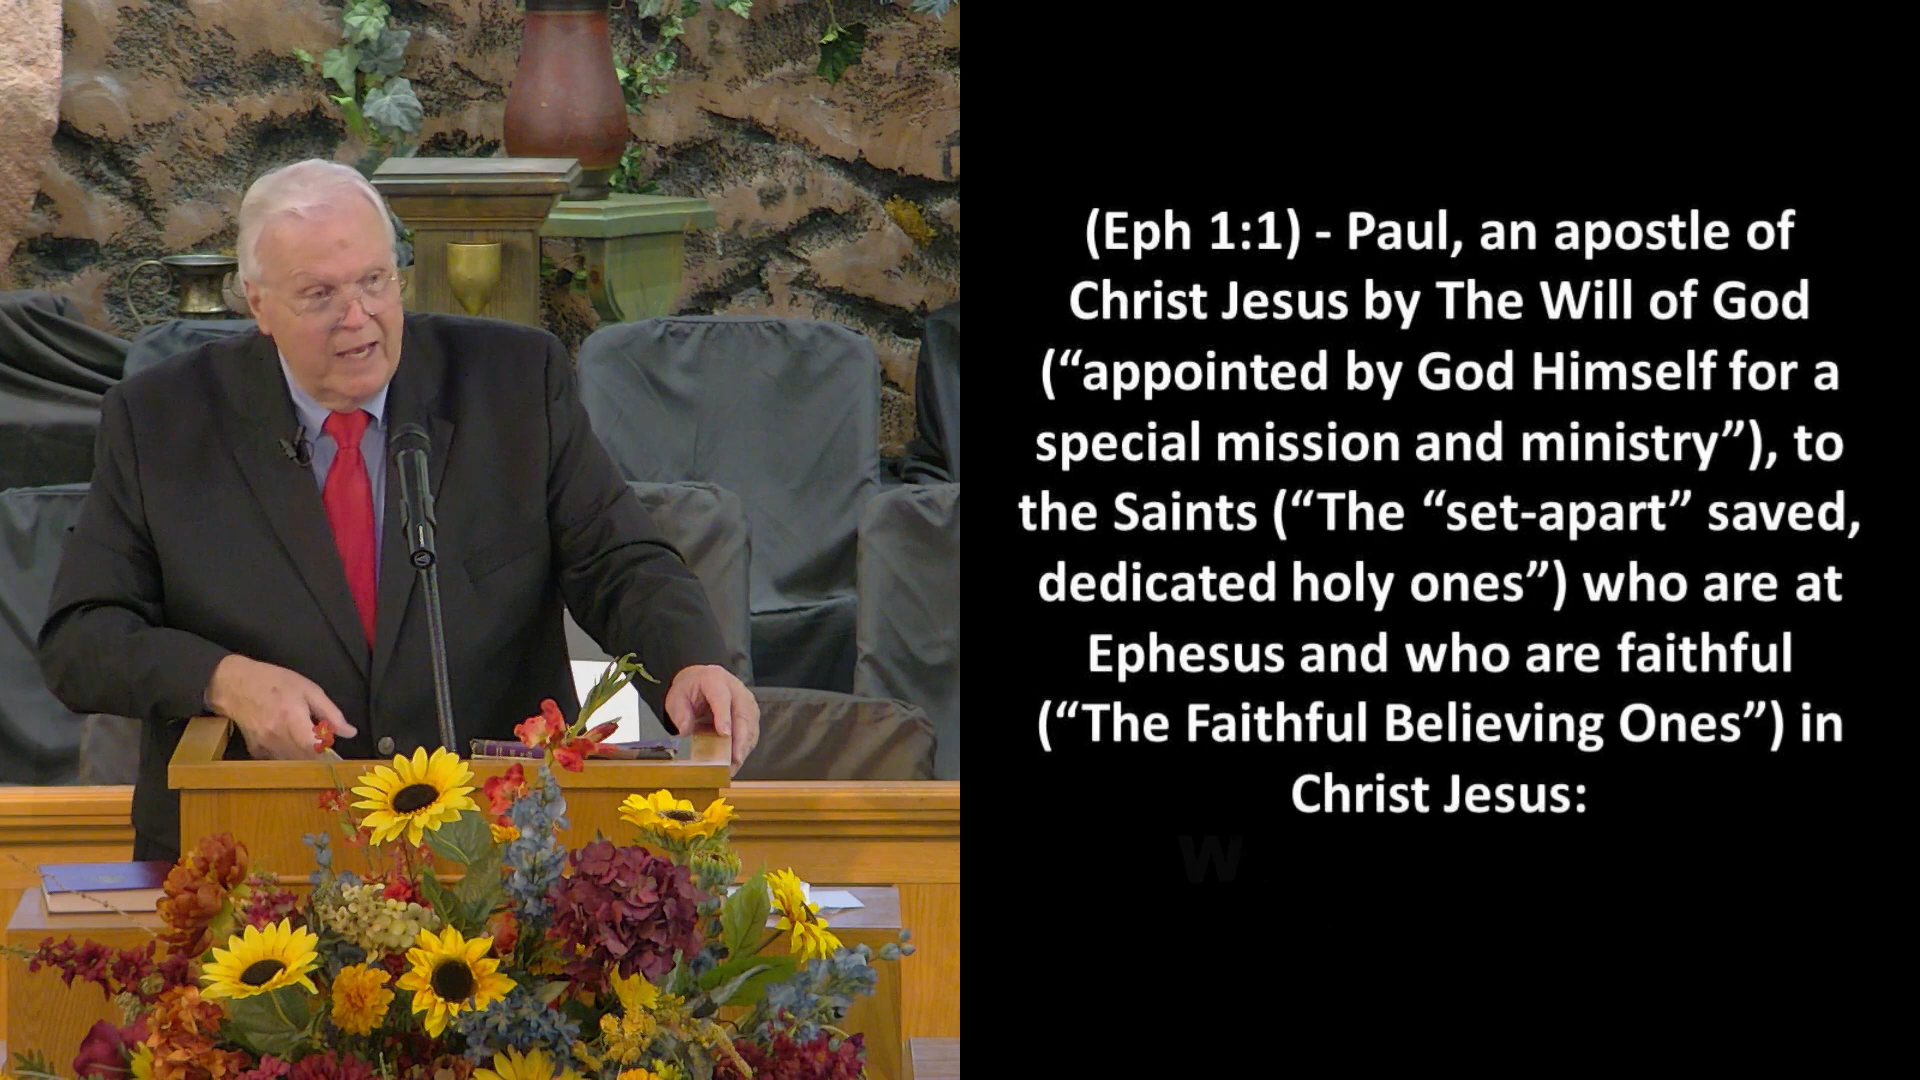 (Eph 1:1) - Paul, an apostle of
Christ Jesus by The Will of God
(“appointed by God Himself for a
special mission and ministry”), to
the Saints (“The “set-apart” saved,
dedicated holy ones”) who are at
Ephesus and who are faithful
(“The Faithful Believing Ones”) in
Christ Jesus:
w